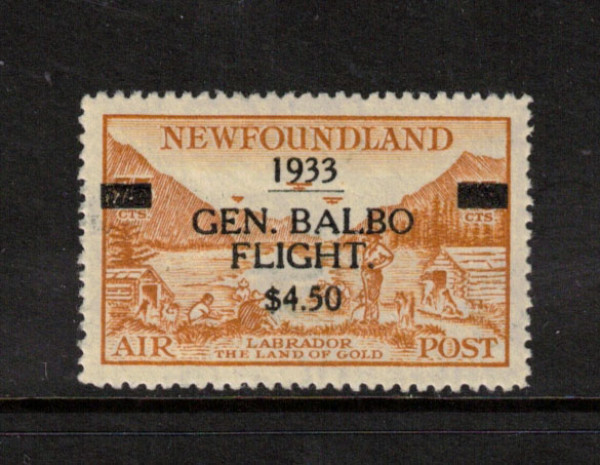 NEWFOUNDLAND
1933
CTS. CTS.
GEN. BALBO
FLIGHT.
$4.50
LABRADOR
THE LAND OF GOLD
AIR POST